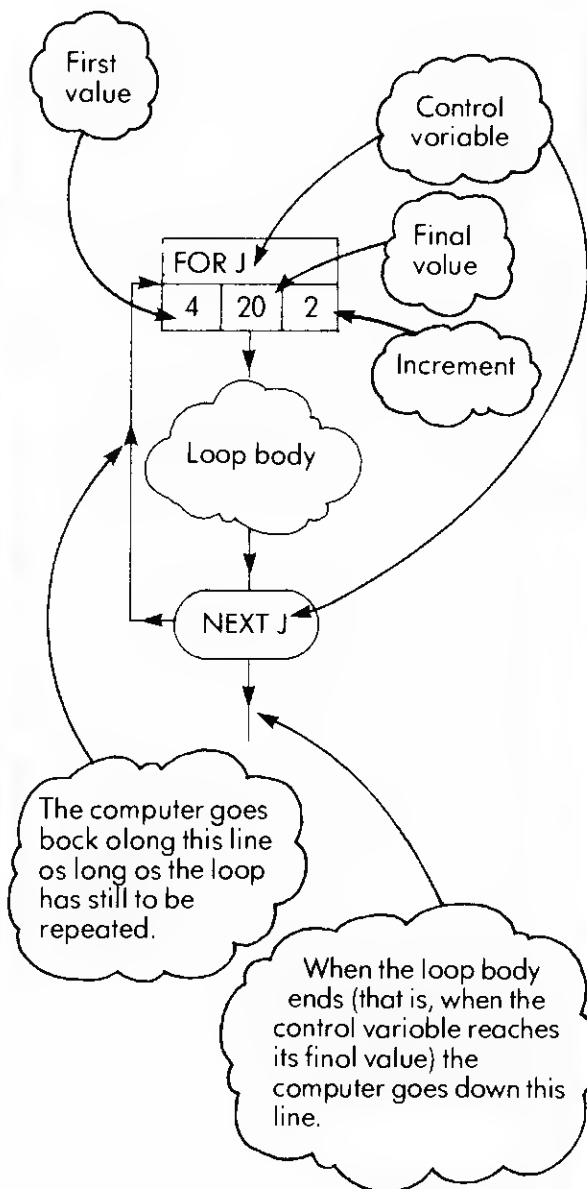 First
value
Control
voriable
FOR J
Final
volue
4 20 2
Increment
Loop body
NEXT J
The computer goes
bock olong this line
os long os the loop
has still to be
repeated.
When the loop body
ends (that is, when the
control varioble reaches
its finol value) the
computer goes down this
line.